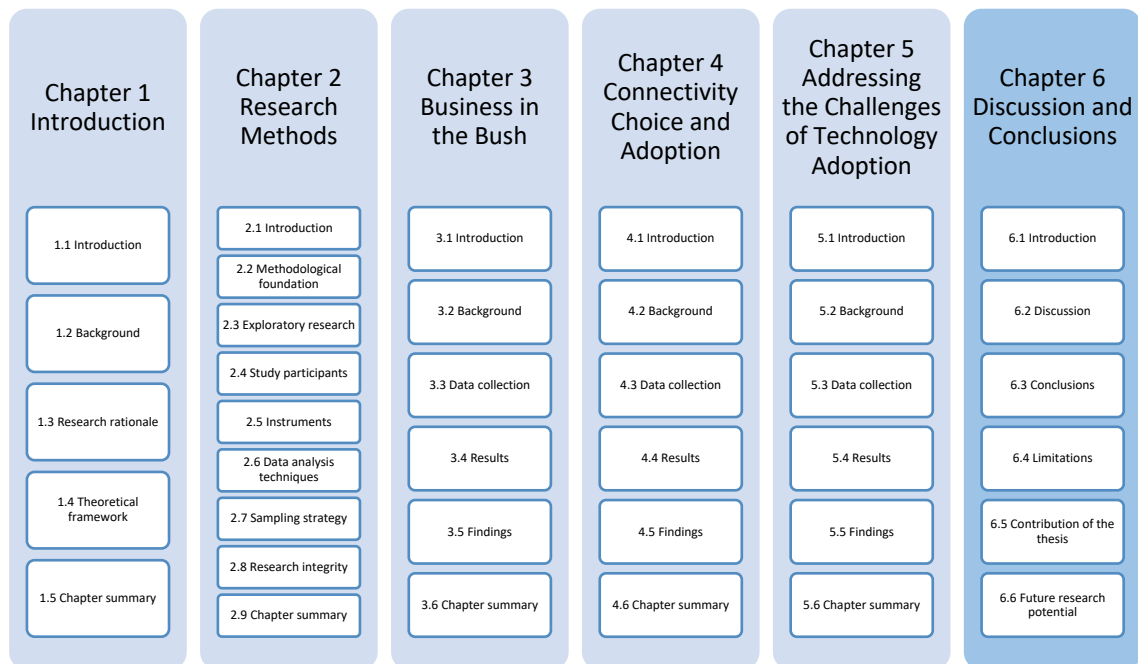 Chapter 1
Introduction
1.1 Introduction
1.2 Background
1.3 Research rationale
1.4 Theoretical
framework
1.5 Chapter summary
Chapter 2
Research
Methods
2.1 Introduction
2.2 Methodological
foundation
2.3 Exploratory research
2.4 Study participants
2.5 Instruments
2.6 Data analysis
techniques
2.7 Sampling strategy
2.8 Research integrity
2.9 Chapter summary
Chapter 3
Business in
the Bush
3.1 Introduction
3.2 Background
3.3 Data collection
3.4 Results
3.5 Findings
3.6 Chapter summary
Chapter 4
Connectivity
Choice and
Adoption
4.1 Introduction
4.2 Background
4.3 Data collection
4.4 Results
4.5 Findings
4.6 Chapter summary
Chapter 5
Addressing
the Challenges
of Technology
Adoption
5.1 Introduction
5.2 Background
5.3 Data collection
5.4 Results
5.5 Findings
5.6 Chapter summary
Chapter 6
Discussion and
Conclusions
6.1 Introduction
6.2 Discussion
6.3 Conclusions
6.4 Limitations
6.5 Contribution of the
thesis
6.6 Future research
potential